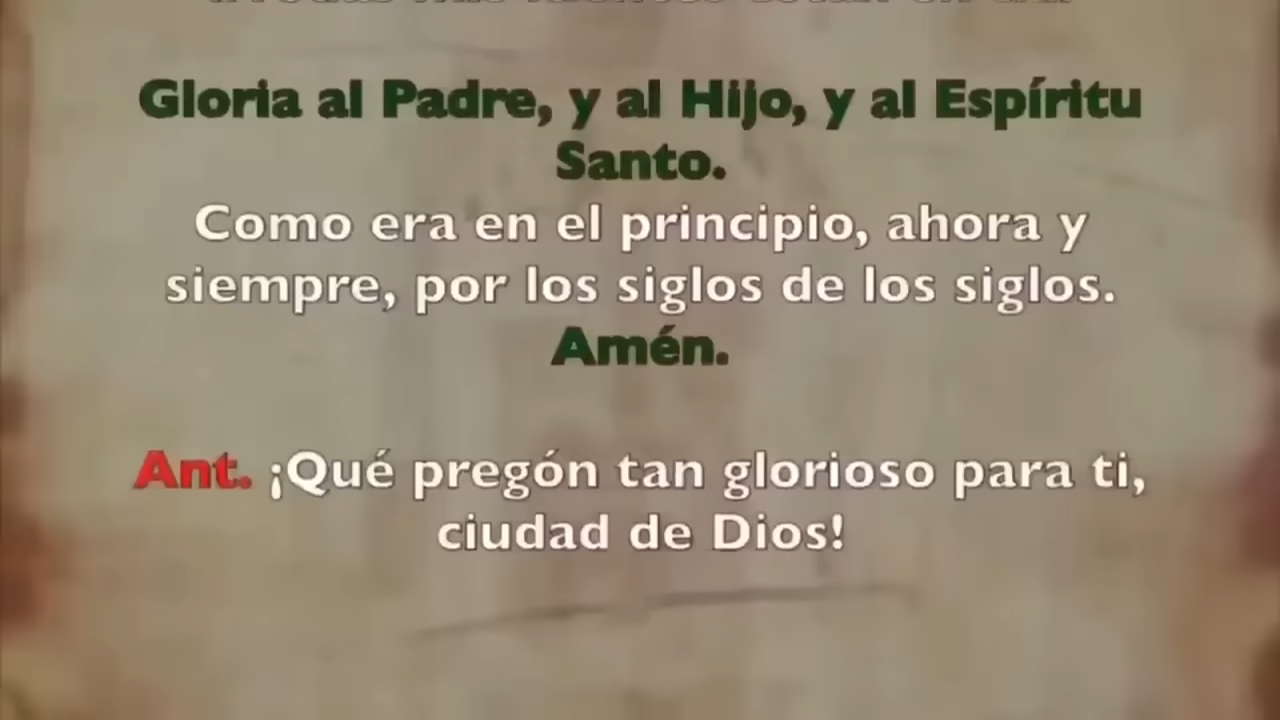 Gloria al Padre, y al Hijo, y al Espíritu
Santo.
Como era en el principio, ahora y
siempre, por los siglos de los siglos.
Amén.
Ant. ¡Qué pregón tan glorioso para ti,
ciudad de Dios!